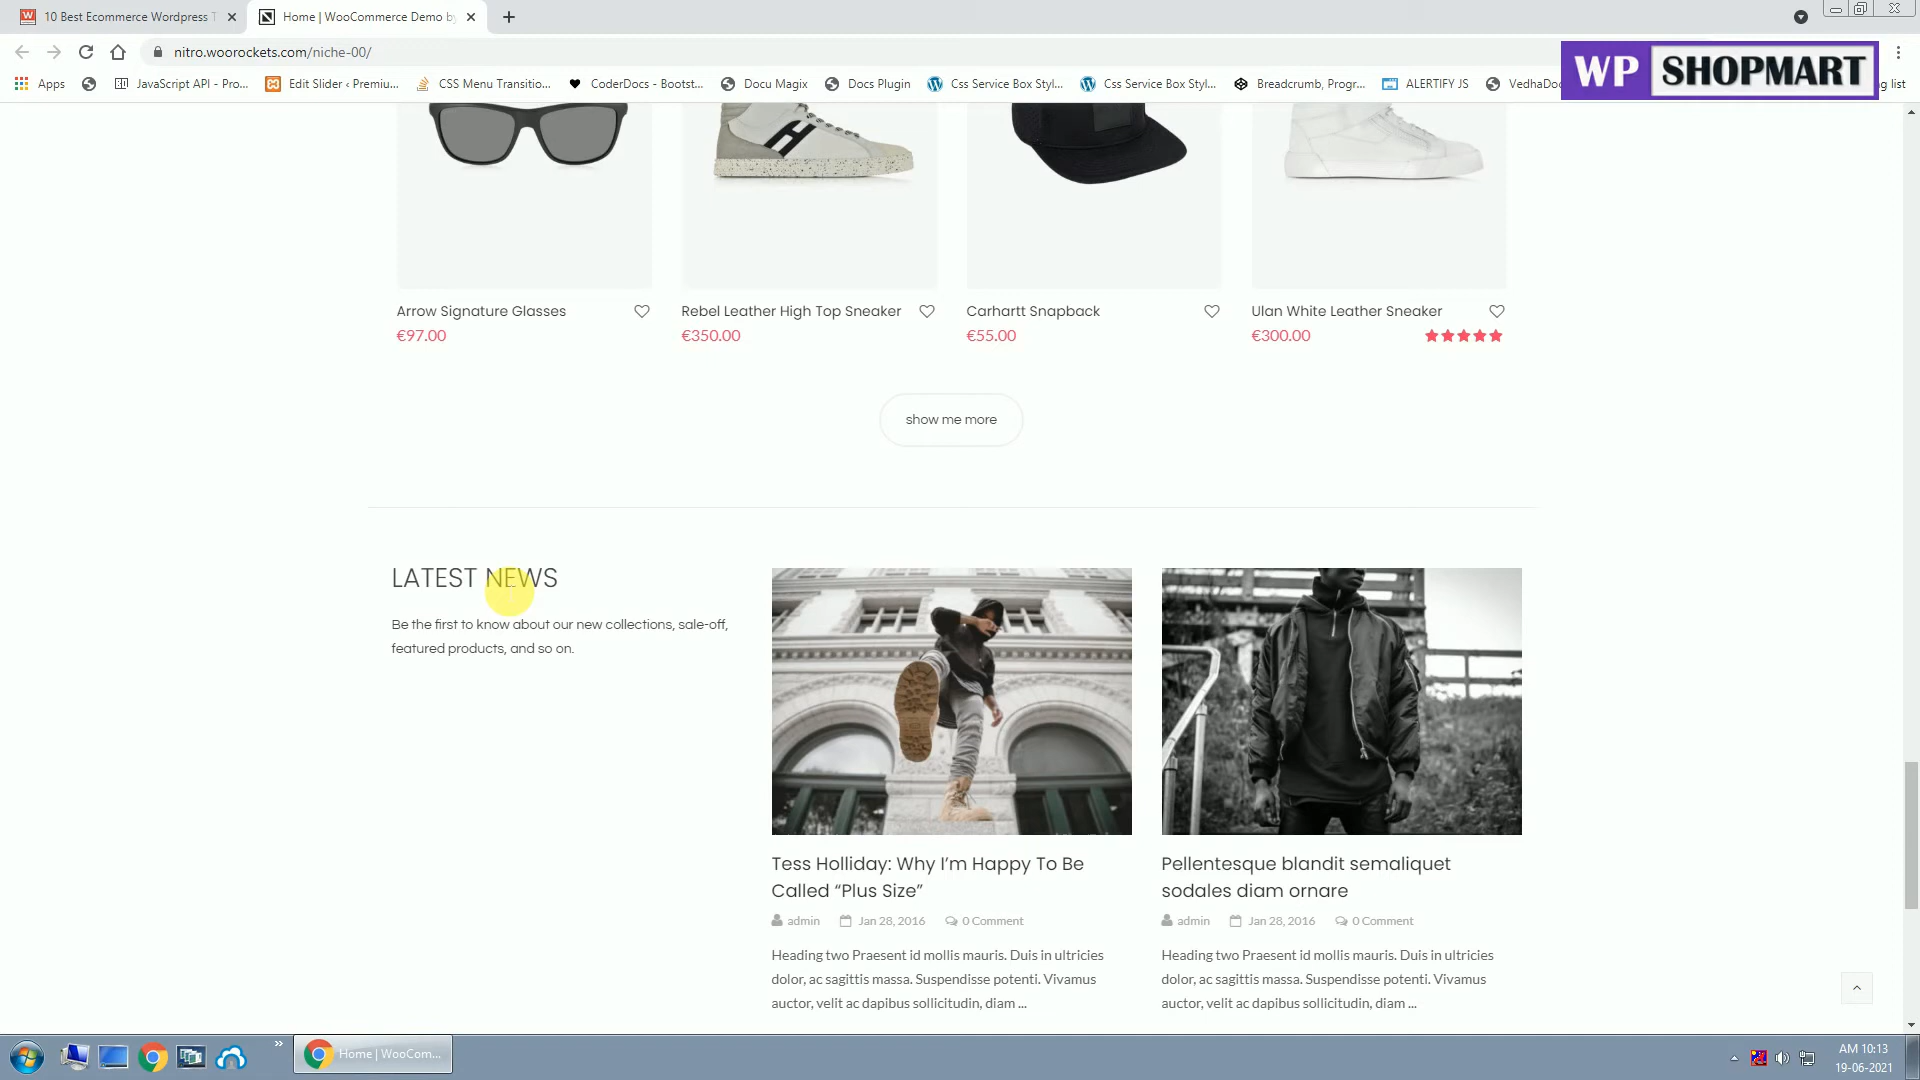 10 Best Ecommerce Wordpress T
Home | WooCommerce Demo by
nitro.woorockets.com/niche-00/
WP SHOPMART
Apps
JavaScript API - Pro...
Edit Slider ‹ Premiu...
CSS Menu Transitio...
CoderDocs - Bootst...
Docu Magix
Docs Plugin
Css Service Box Styl...
Css Service Box Styl...
Breadcrumb, Progr...
ALERTIFY JS
VedhaDoc
g list
Arrow Signature Glasses
€97.00
Rebel Leather High Top Sneaker
€350.00
Carhartt Snapback
€55.00
Ulan White Leather Sneaker
€300.00
show me more
LATEST NEWS
Be the first to know about our new collections, sale-off,
featured products, and so on.
Tess Holliday: Why I’m Happy To Be
Called “Plus Size”
admin Jan 28, 2016 0 Comment
Heading two Praesent id mollis mauris. Duis in ultricies
dolor, ac sagittis massa. Suspendisse potenti. Vivamus
auctor, velit ac dapibus sollicitudin, diam ...
Pellentesque blandit semaliquet
sodales diam ornare
admin Jan 28, 2016 0 Comment
Heading two Praesent id mollis mauris. Duis in ultricies
dolor, ac sagittis massa. Suspendisse potenti. Vivamus
auctor, velit ac dapibus sollicitudin, diam ...
Home | WooCom...
AM 10:13
19-06-2021